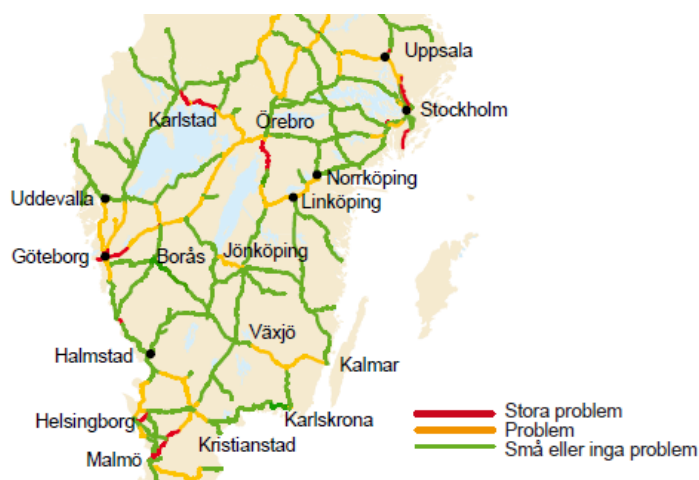 Uppsala
Stockholm
Karlstad
Örebro
Norrköping
Uddevalla
Linköping
Göteborg
Borås
Jönköping
Växjö
Halmstad
Kalmar
Helsingborg
Karlskrona
Kristianstad
Malmö
Stora problem
Problem
Små eller inga problem